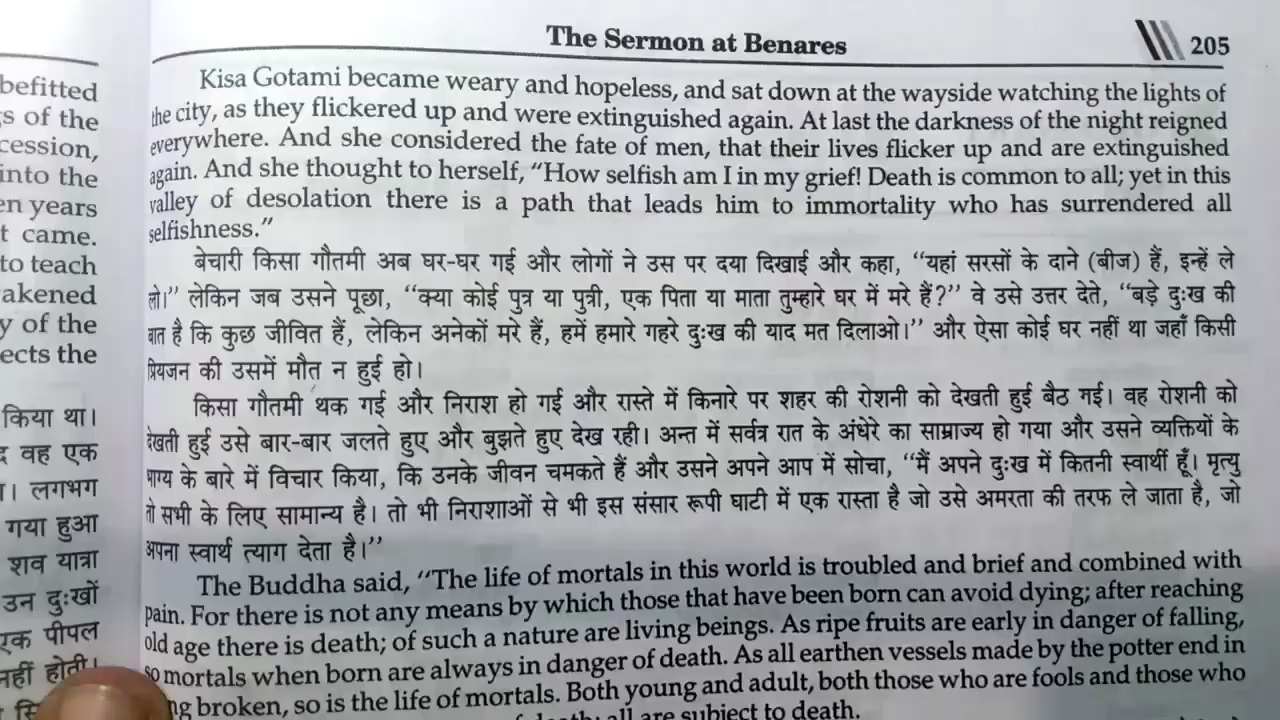 befitted
s of the
cession,
into the
en years
t came.
to teach
akened
y of the
ects the
किया था।
वह एक
। लगभग
गया हुआ
शव यात्रा
उन दुःखों
एक पीपल
नहीं होती।
The Sermon at Benares 205
Kisa Gotami became weary and hopeless, and sat down at the wayside watching the lights of
the city, as they flickered up and were extinguished again. At last the darkness of the night reigned
everywhere. And she considered the fate of men, that their lives flicker up and are extinguished
again. And she thought to herself, “How selfish am I in my grief! Death is common to all; yet in this
valley of desolation there is a path that leads him to immortality who has surrendered all
selfishness.”
बेचारी किसा गौतमी अब घर-घर गई और लोगों ने उस पर दया दिखाई और कहा, “यहां सरसों के दाने (बीज) हैं, इन्हें ले
लो।” लेकिन जब उसने पूछा, “क्या कोई पुत्र या पुत्री, एक पिता या माता तुम्हारे घर में मरे हैं?” वे उसे उत्तर देते, “बड़े दुःख की
बात है कि कुछ जीवित हैं, लेकिन अनेकों मरे हैं, हमें हमारे गहरे दुःख की याद मत दिलाओ।” और ऐसा कोई घर नहीं था जहाँ किसी
प्रियजन की उसमें मौत न हुई हो।
किसा गौतमी थक गई और निराश हो गई और रास्ते में किनारे पर शहर की रोशनी को देखती हुई बैठ गई। वह रोशनी को
देखती हुई उसे बार-बार जलते हुए और बुझते हुए देख रही। अन्त में सर्वत्र रात के अंधेरे का साम्राज्य हो गया और उसने व्यक्तियों के
भाग्य के बारे में विचार किया, कि उनके जीवन चमकते हैं और उसने अपने आप में सोचा, “मैं अपने दुःख में कितनी स्वार्थी हूँ। मृत्यु
तो सभी के लिए सामान्य है। तो भी निराशाओं से भी इस संसार रूपी घाटी में एक रास्ता है जो उसे अमरता की तरफ ले जाता है, जो
अपना स्वार्थ त्याग देता है।”
The Buddha said, “The life of mortals in this world is troubled and brief and combined with
pain. For there is not any means by which those that have been born can avoid dying; after reaching
old age there is death; of such a nature are living beings. As ripe fruits are early in danger of falling,
so mortals when born are always in danger of death. As all earthen vessels made by the potter end in
ng broken, so is the life of mortals. Both young and adult, both those who are fools and those who
all are subject to death.